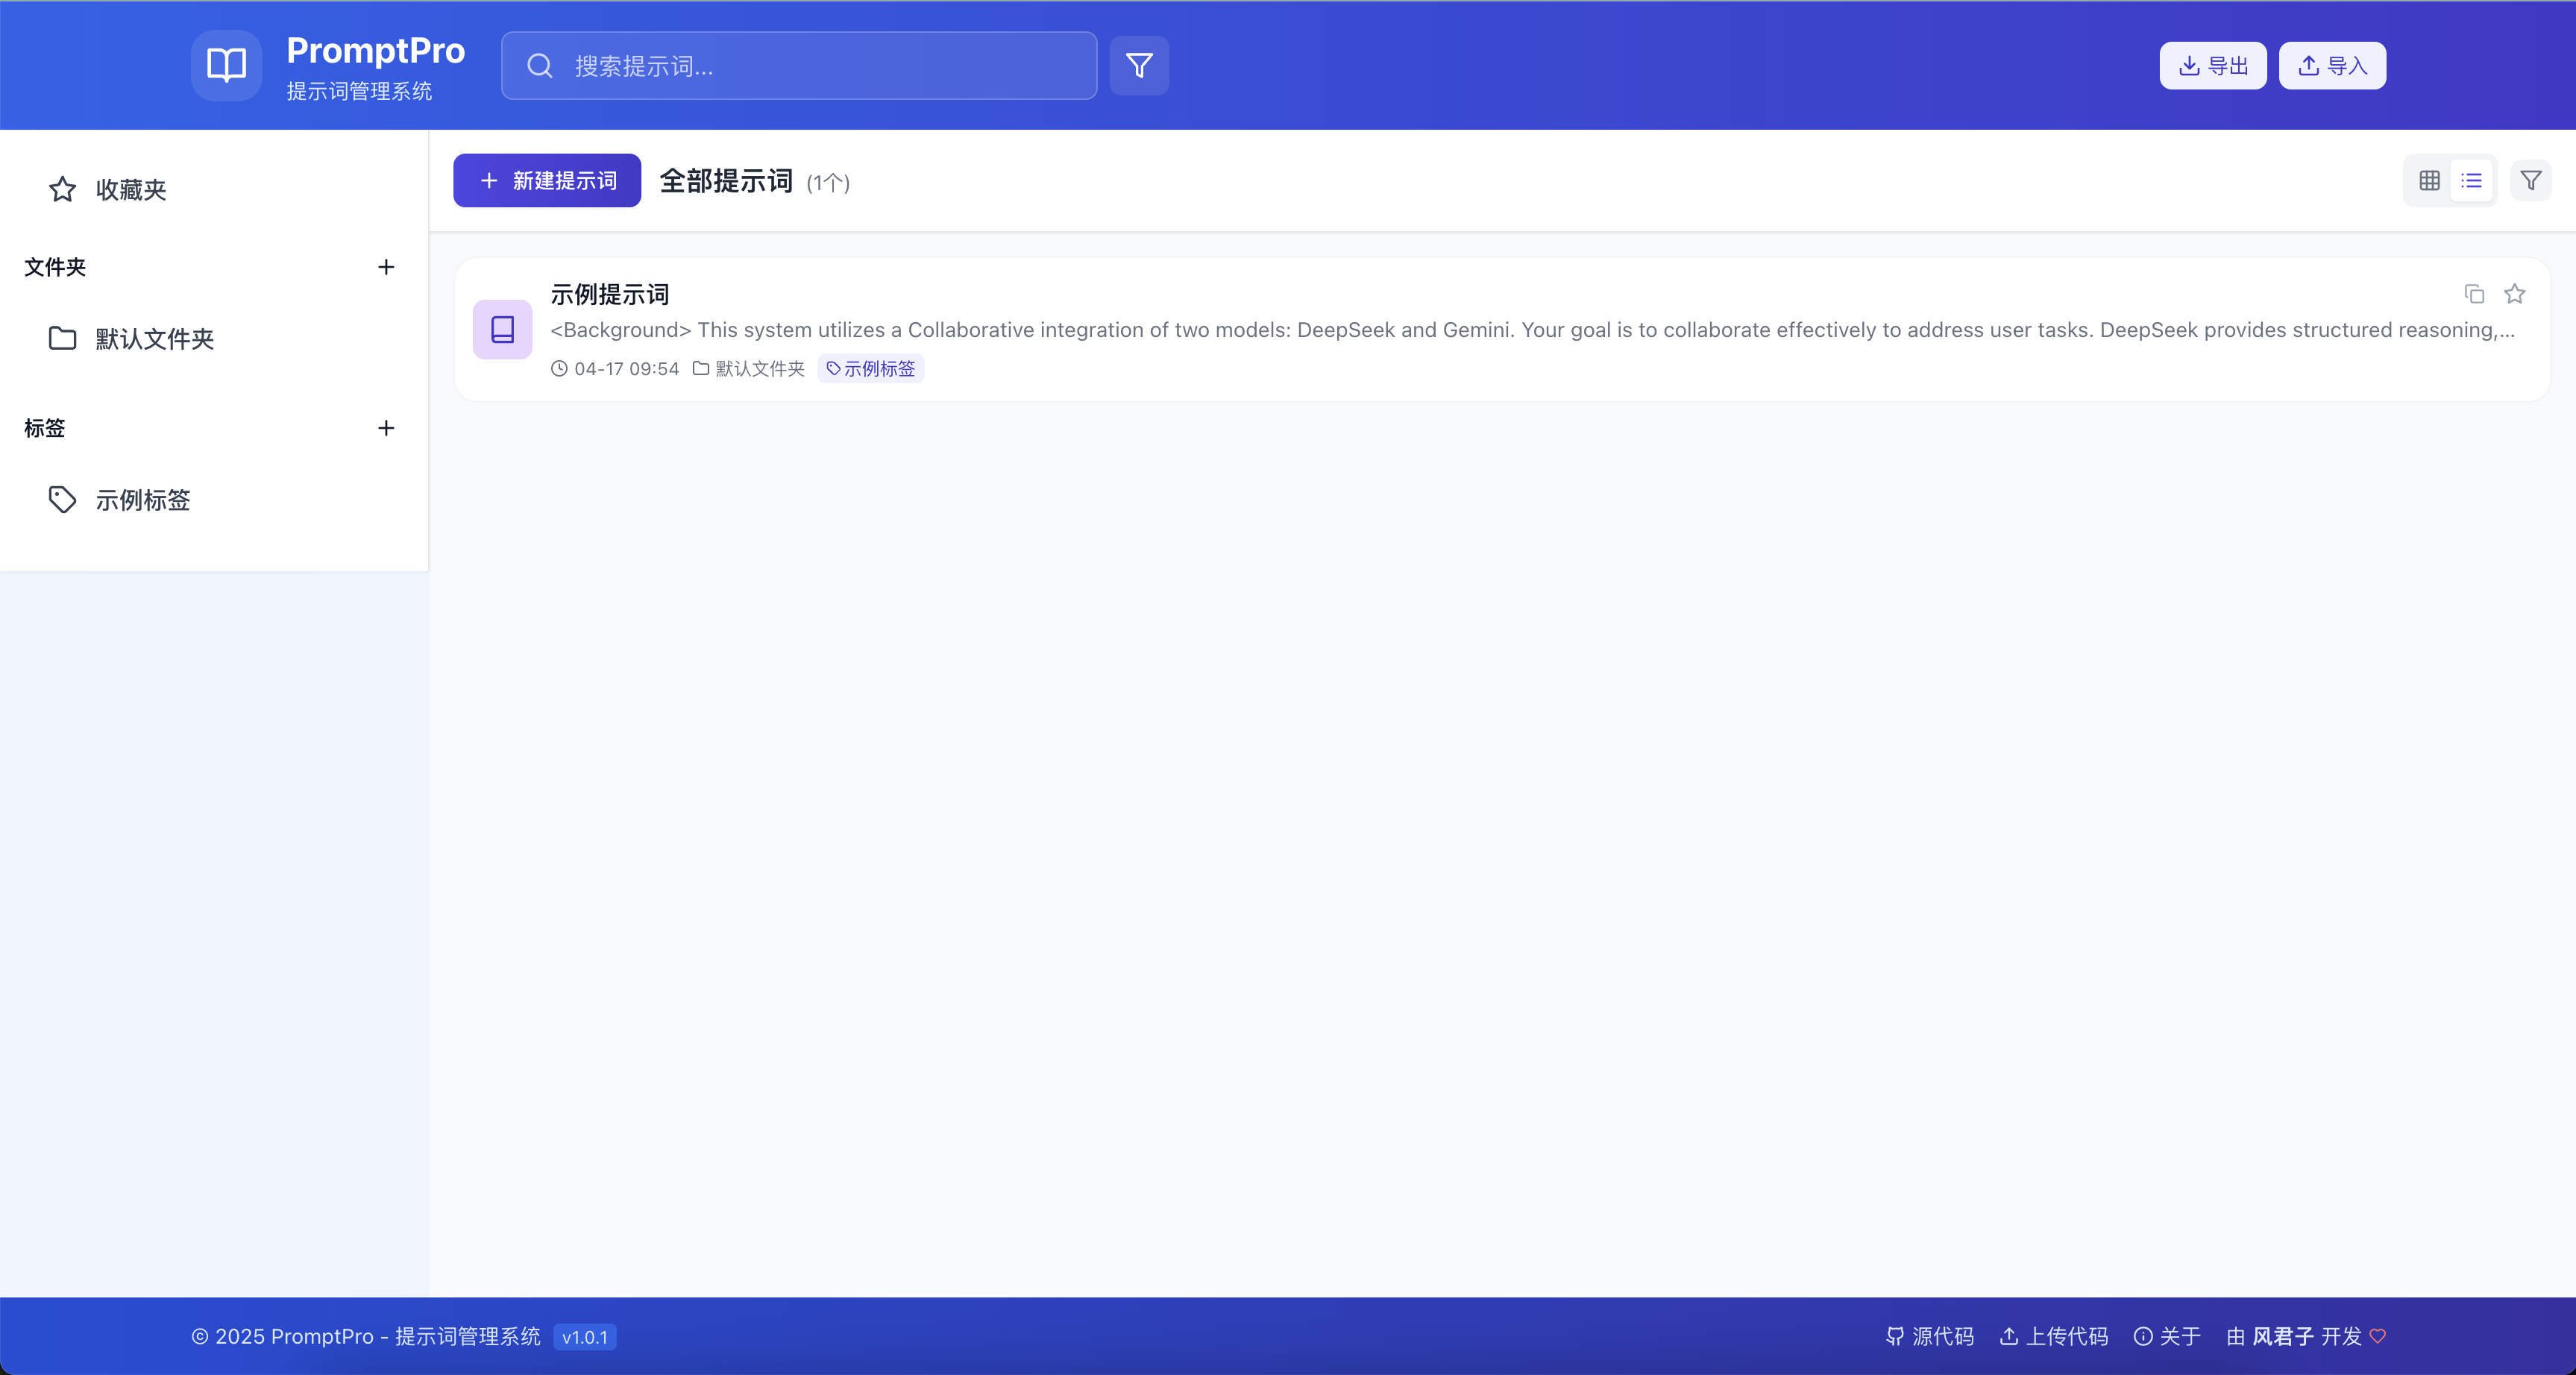 PromptPro
提示词管理系统
搜索提示词...
导出
导入
收藏夹
文件夹
默认文件夹
标签
示例标签
新建提示词
全部提示词 (1个)
示例提示词
<Background> This system utilizes a Collaborative integration of two models: DeepSeek and Gemini. Your goal is to collaborate effectively to address user tasks. DeepSeek provides structured reasoning,...
04-17 09:54 默认文件夹 示例标签
© 2025 PromptPro - 提示词管理系统 v1.0.1
源代码 上传代码 关于 由 风君子 开发